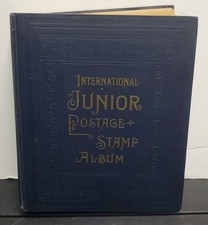 INTERNATIONAL
JUNIOR
POSTAGE +
STAMP
ALBUM